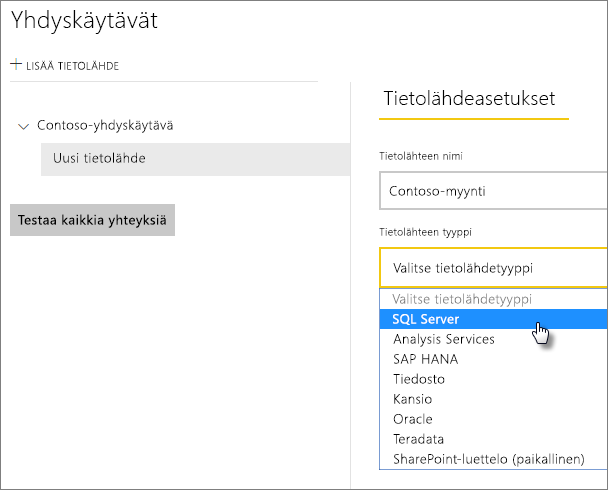 Yhdyskäytävät
+ LISÄÄ TIETOLÄHDE
Contoso-yhdyskäytävä
Uusi tietolähde
Testaa kaikkia yhteyksiä
Tietolähdeasetukset
Tietolähteen nimi
Contoso-myynti
Tietolähteen tyyppi
Valitse tietolähdetyyppi
Valitse tietolähdetyyppi
SQL Server
Analysis Services
SAP HANA
Tiedosto
Kansio
Oracle
Teradata
SharePoint-luettelo (paikallinen)